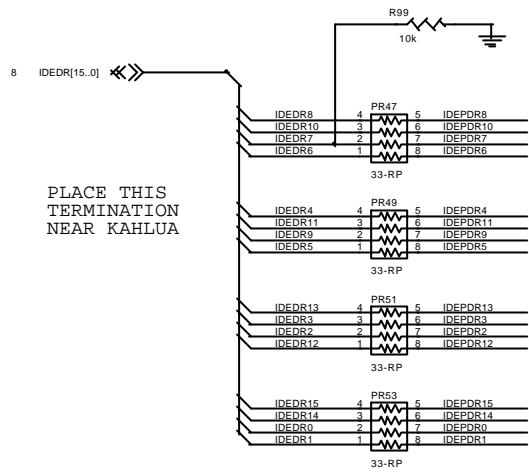 R99
10k
8 IDEDR[15..0]
PR47
IDEDR8 4 5 IDEPDR8
IDEDR10 3 6 IDEPDR10
IDEDR7 2 7 IDEPDR7
IDEDR6 1 8 IDEPDR6
33-RP
PLACE THIS
TERMINATION
NEAR KAHLUA
PR49
IDEDR4 4 5 IDEPDR4
IDEDR11 3 6 IDEPDR11
IDEDR9 2 7 IDEPDR9
IDEDR5 1 8 IDEPDR5
33-RP
PR51
IDEDR13 4 5 IDEPDR13
IDEDR3 3 6 IDEPDR3
IDEDR2 2 7 IDEPDR2
IDEDR12 1 8 IDEPDR12
33-RP
PR53
IDEDR15 4 5 IDEPDR15
IDEDR14 3 6 IDEPDR14
IDEDR0 2 7 IDEPDR0
IDEDR1 1 8 IDEPDR1
33-RP